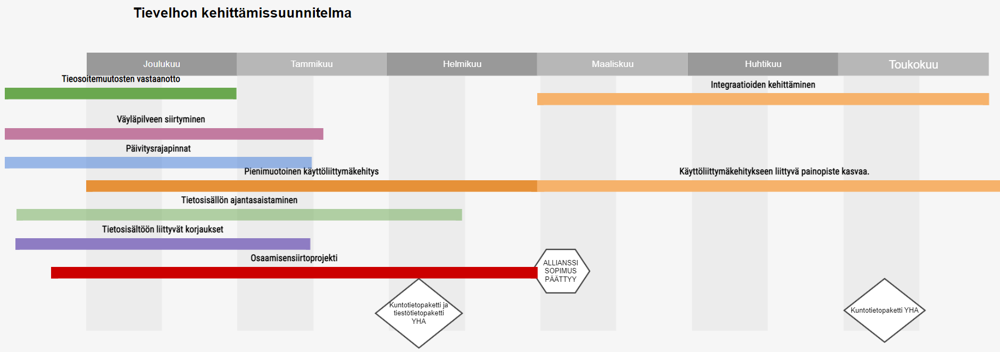 Tievelhon kehittämissuunnitelma
Joulukuu
Tammikuu
Helmikuu
Maaliskuu
Huhtikuu
Toukokuu
Tieosoitemuutosten vastaanotto
Integraatioiden kehittäminen
Väyläpilveen siirtyminen
Päivitysrajapinnat
Pienimuotoinen käyttöliittymäkehitys
Käyttöliittymäkehitykseen liittyvä painopiste kasvaa.
Tietosisällön ajantasaistaminen
Tietosisältöön liittyvät korjaukset
Osaamisensiirtoprojekti
ALLIANSSI
SOPIMUS
PÄÄTTYY
Kuntotietopaketti ja
tiestötietopaketti
YHA
Kuntotietopaketti YHA